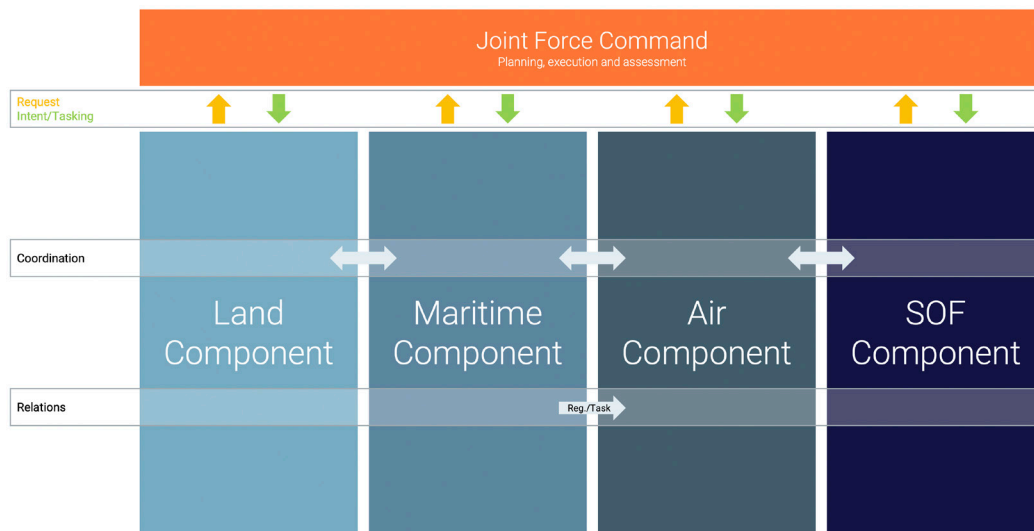 Joint Force Command
Planning, execution and assessment
Request
Intent/Tasking
Coordination
Land
Component
Maritime
Component
Air
Component
SOF
Component
Relations
Reg./Task